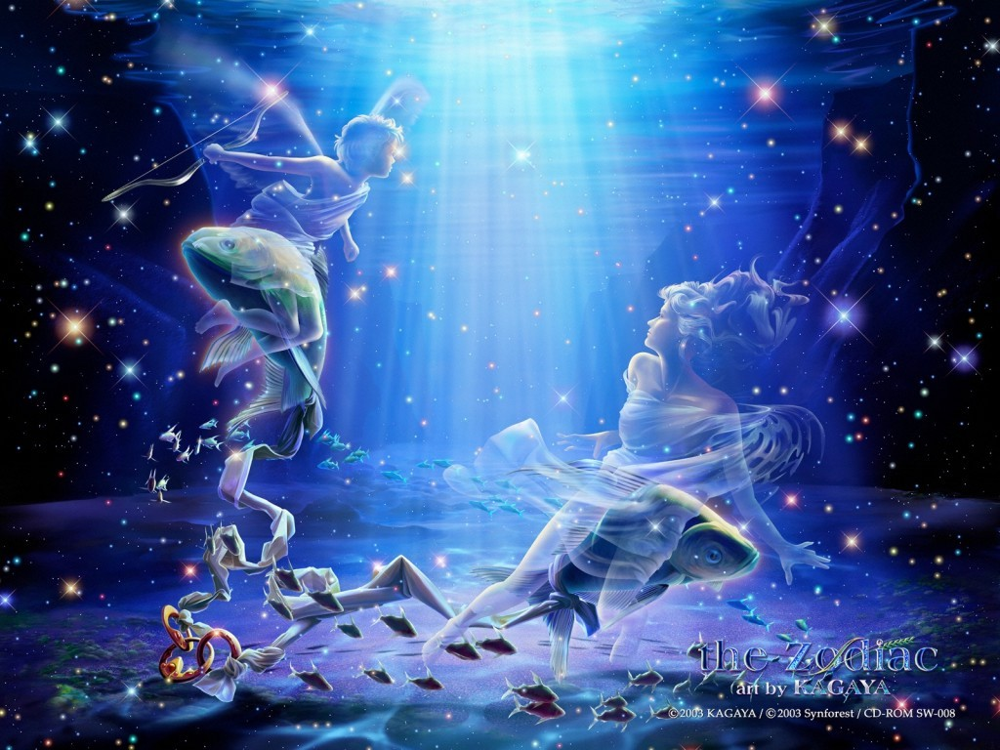 the Zodiac
art by KAGAYA
©2003 KAGAYA / ©2003 Synforest / CD-ROM SW-008